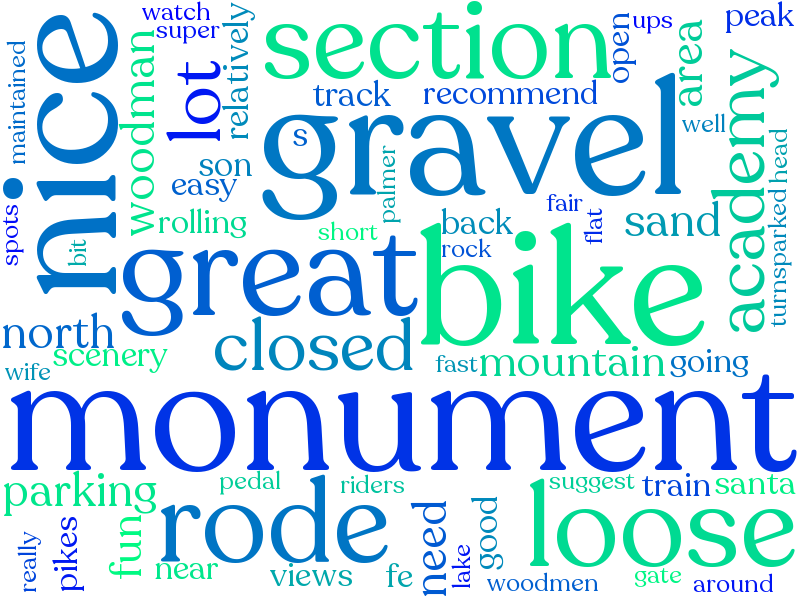 watch
super
relatively
section
open
ups
peak
maintained
nice
woodman
lot
track
recommend
area
academy
gravel
s
well
son
easy
palmer
head
parked
turns
spots
bit
rolling
short
back
rock
fair
flat
sand
great
bike
north
closed
scenery
wife
fast
mountain
going
monument
parking
pedal
riders
rode
loose
suggest
train
santa
really
pikes
fun
near
views
fe
need
lake
good
woodmen
gate
around